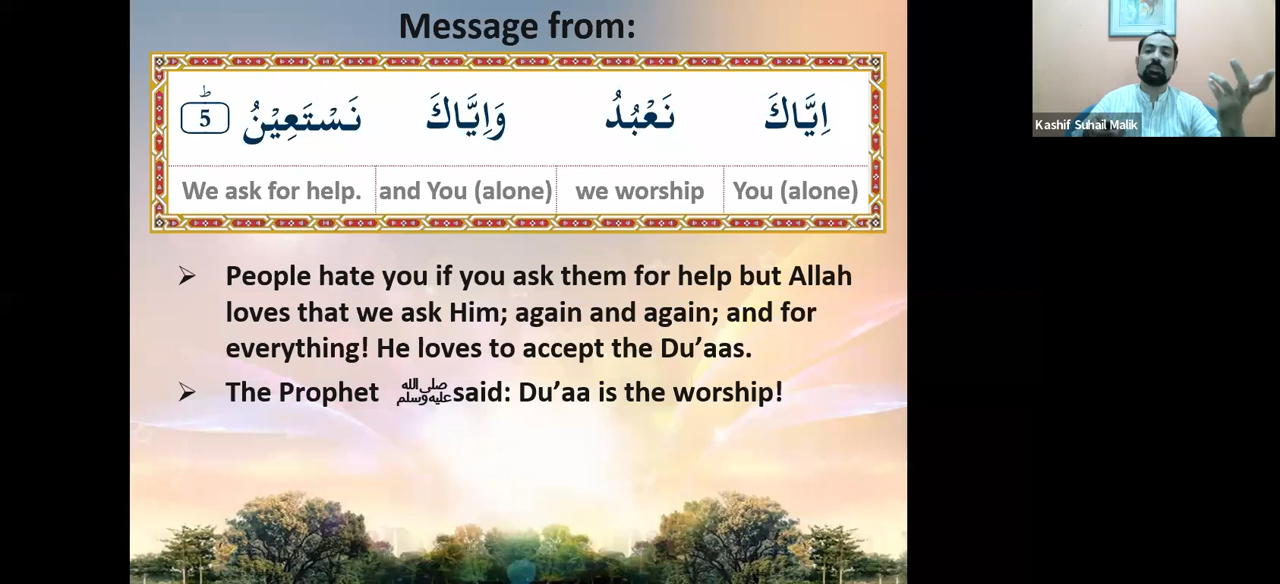 Message from:
اِيَّاكَ نَعْبُدُ وَاِيَّاكَ نَسْتَعِيْنُ ؕ 5
You (alone) we worship and You (alone) We ask for help.
➢ People hate you if you ask them for help but Allah
loves that we ask Him; again and again; and for
everything! He loves to accept the Du’aas.
➢ The Prophet ﷺ said: Du’aa is the worship!
Kashif Suhail Malik